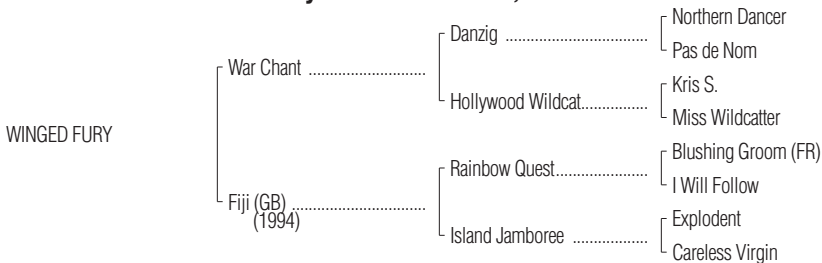 Northern Dancer
Danzig ..............................
Pas de Nom
War Chant .........................
Kris S.
Hollywood Wildcat..............
Miss Wildcatter
WINGED FURY
Blushing Groom (FR)
Rainbow Quest...................
I Will Follow
Fiji (GB) ............................
(1994)
Explodent
Island Jamboree ................
Careless Virgin